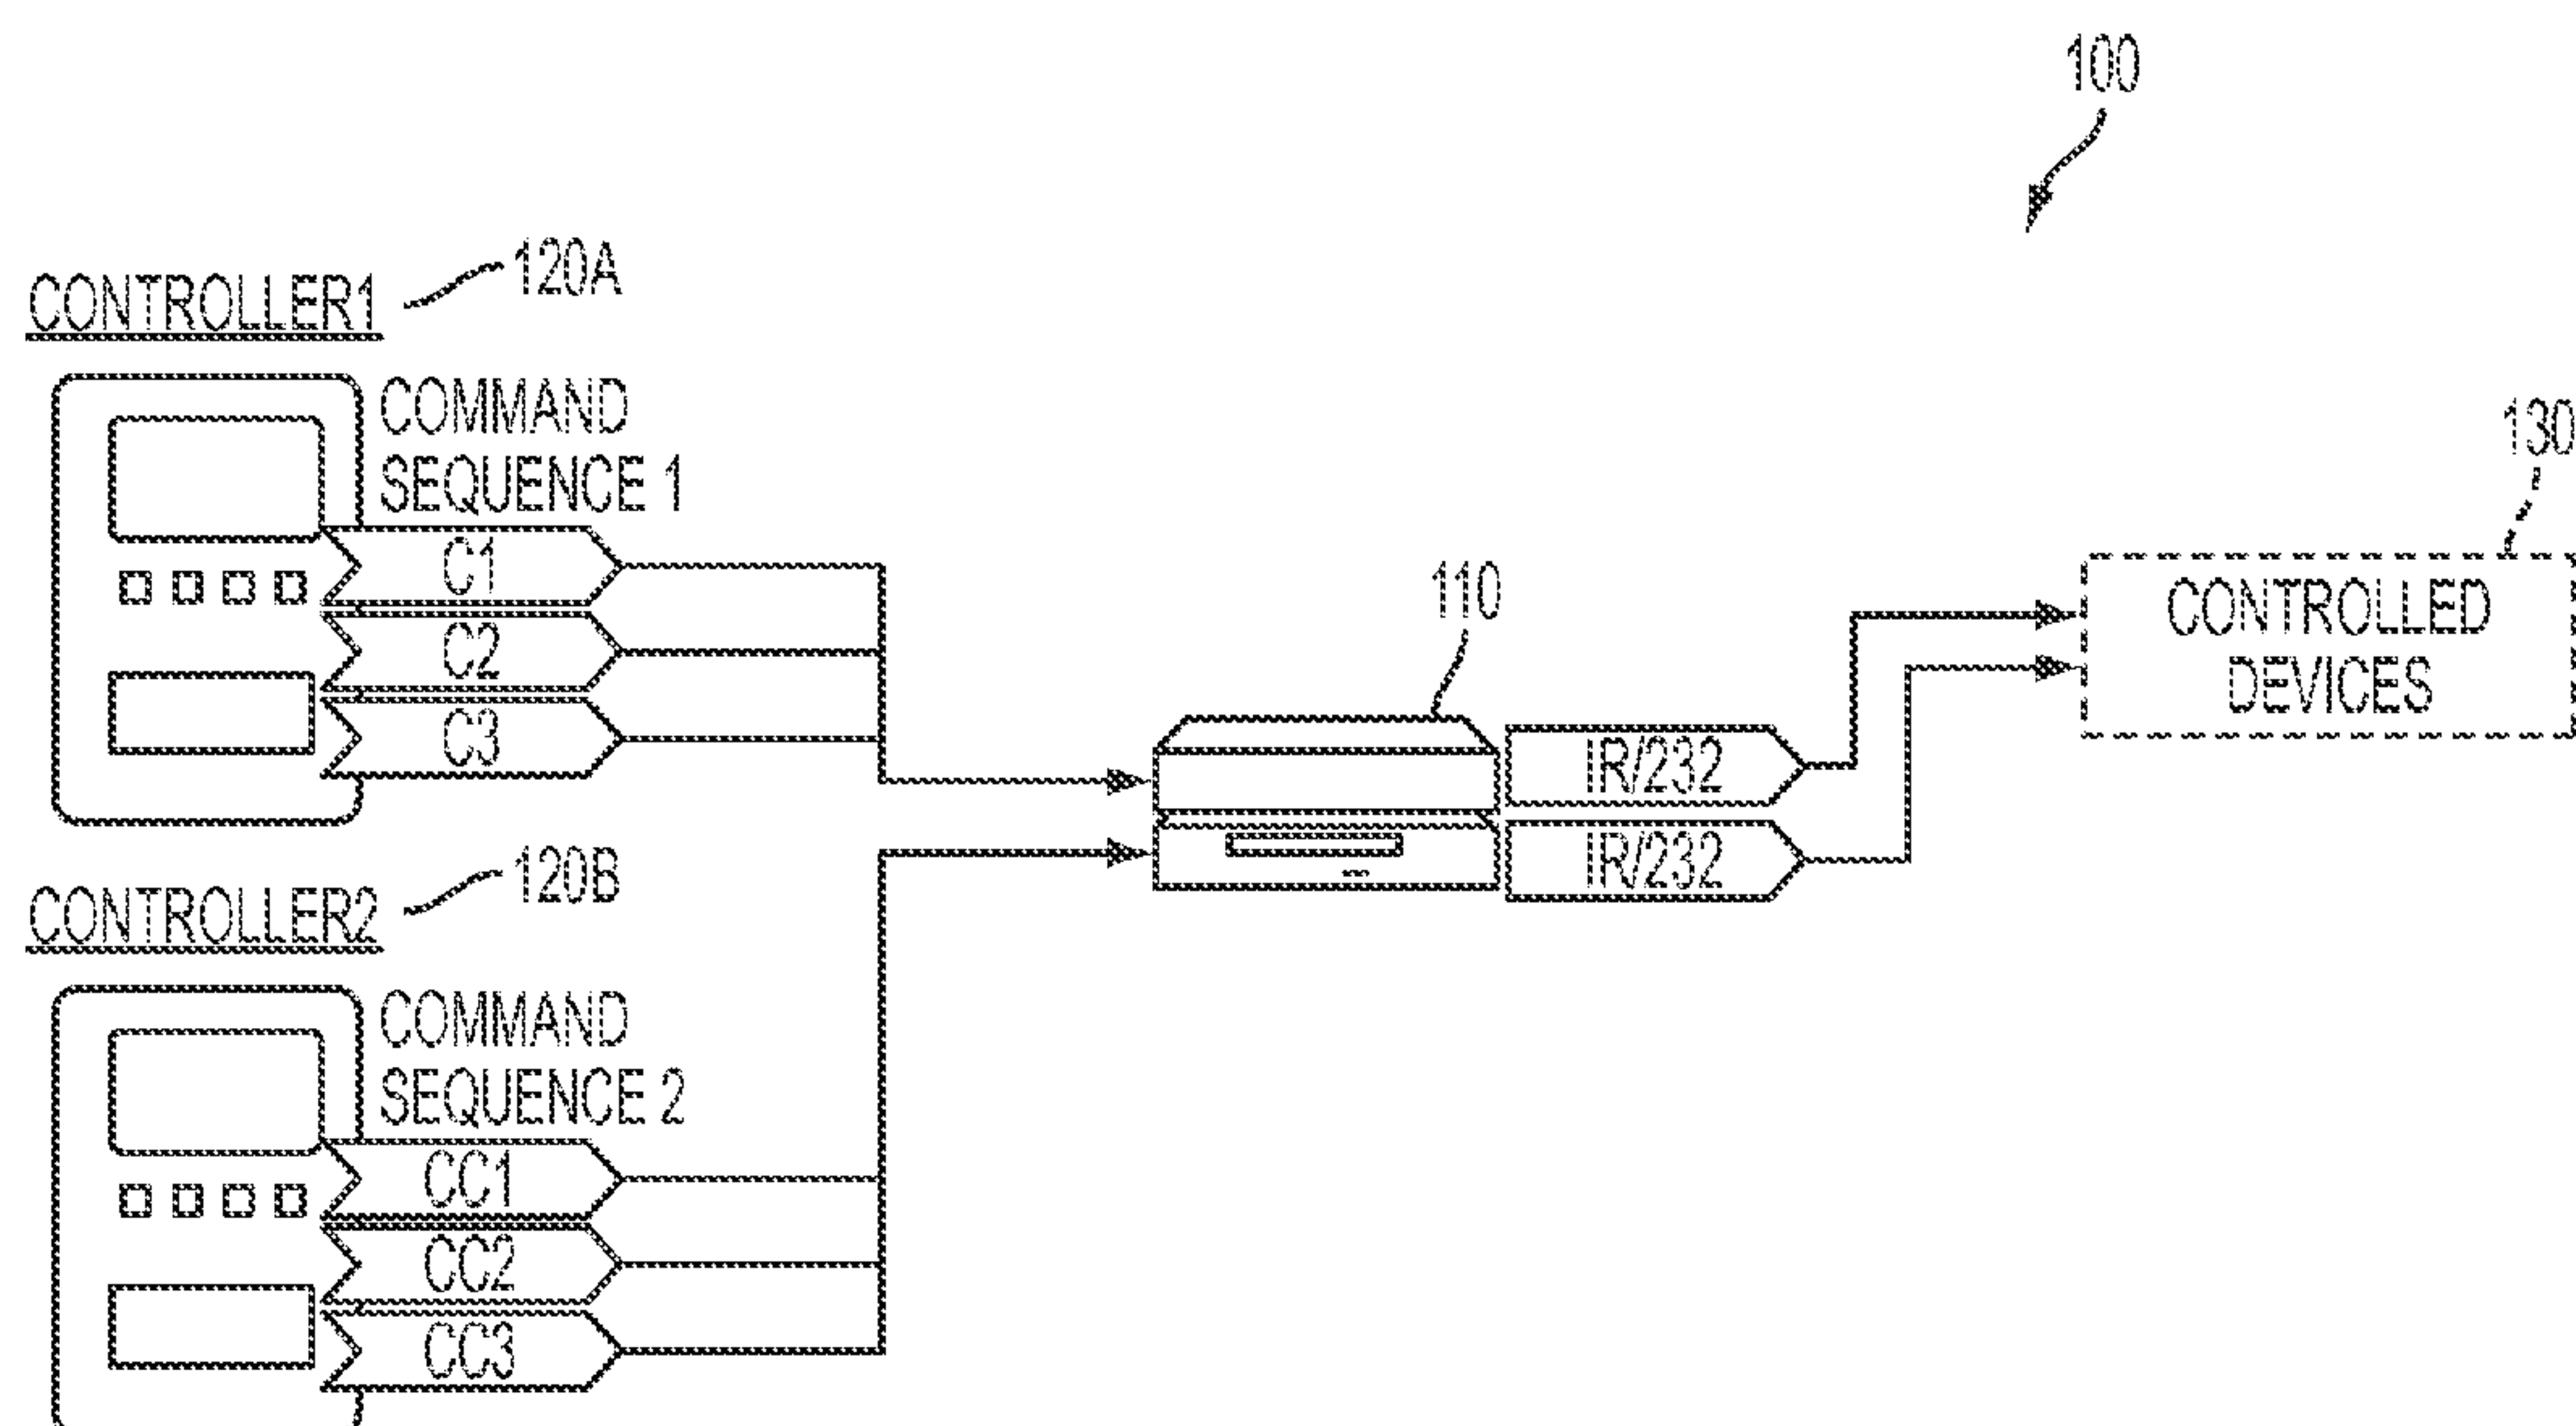 100
CONTROLLER1
120A
COMMAND
SEQUENCE 1
C1
C2
C3
110
IR/232
IR/232
130
CONTROLLED
DEVICES
CONTROLLER2
120B
COMMAND
SEQUENCE 2
CC1
CC2
CC3